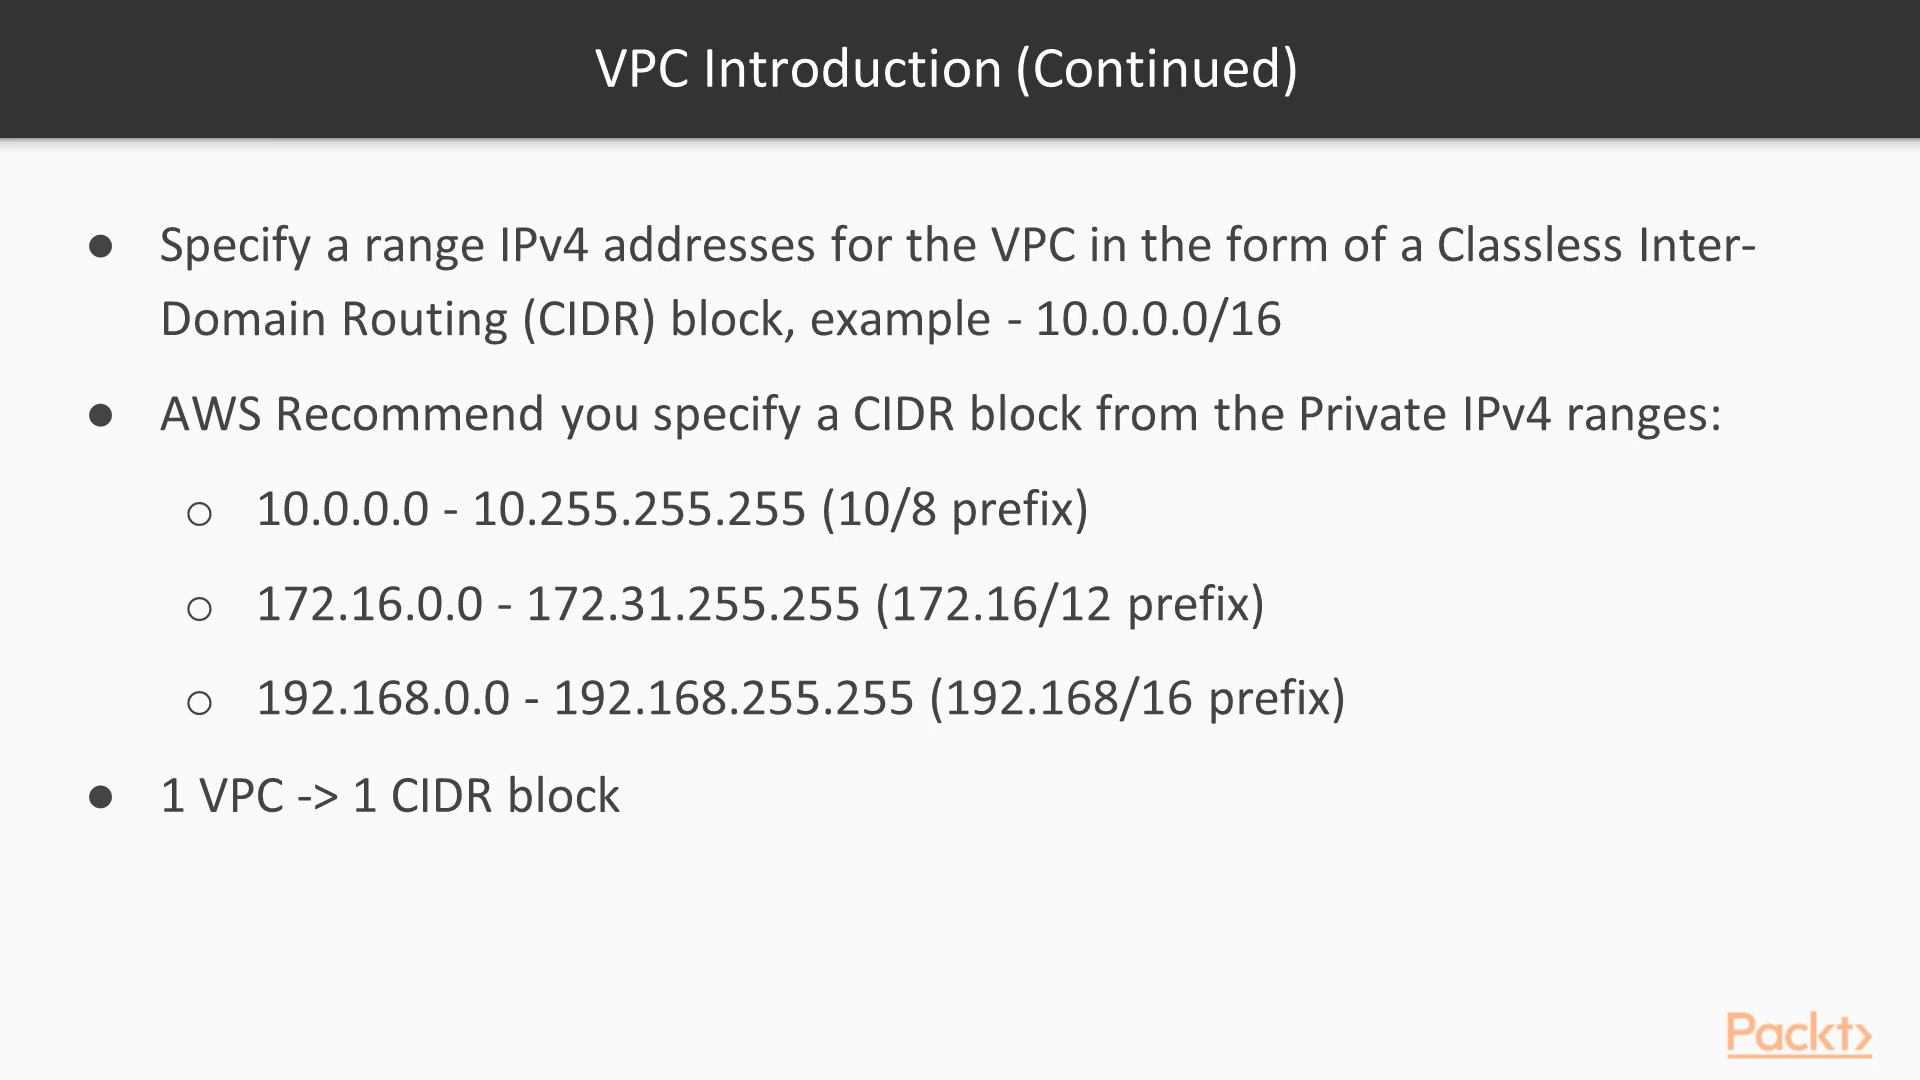 VPC Introduction (Continued)
● Specify a range IPv4 addresses for the VPC in the form of a Classless Inter-
Domain Routing (CIDR) block, example - 10.0.0.0/16
● AWS Recommend you specify a CIDR block from the Private IPv4 ranges:
○ 10.0.0.0 - 10.255.255.255 (10/8 prefix)
○ 172.16.0.0 - 172.31.255.255 (172.16/12 prefix)
○ 192.168.0.0 - 192.168.255.255 (192.168/16 prefix)
● 1 VPC -> 1 CIDR block
Packt>